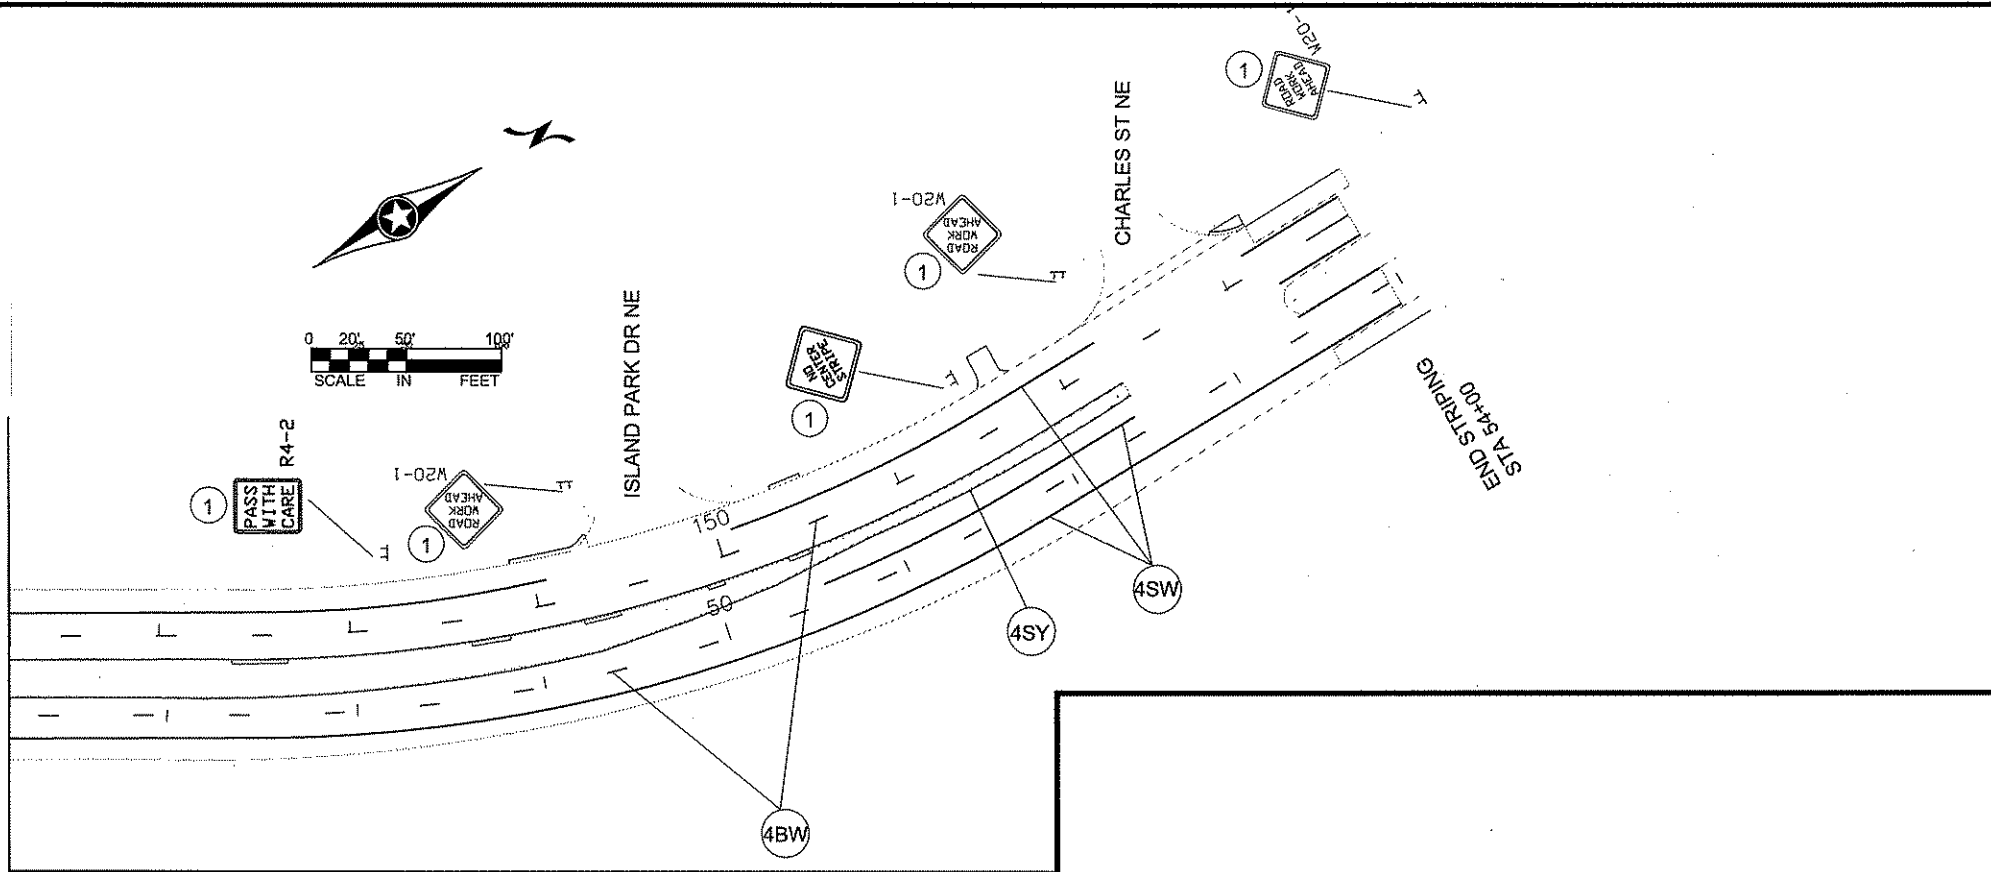 W20-1
1
ROAD
WORK
AHEAD
CHARLES ST NE
W20-1
ROAD
WORK
AHEAD
1
ISLAND PARK DR NE
0 20' 50' 100'
SCALE IN FEET
NO
CENTER
STRIPE
1
END STRIPING
STA 54+00
R4-2
1
PASS
WITH
CARE
W20-1
ROAD
WORK
AHEAD
1
150
50
4SW
4SY
4BW